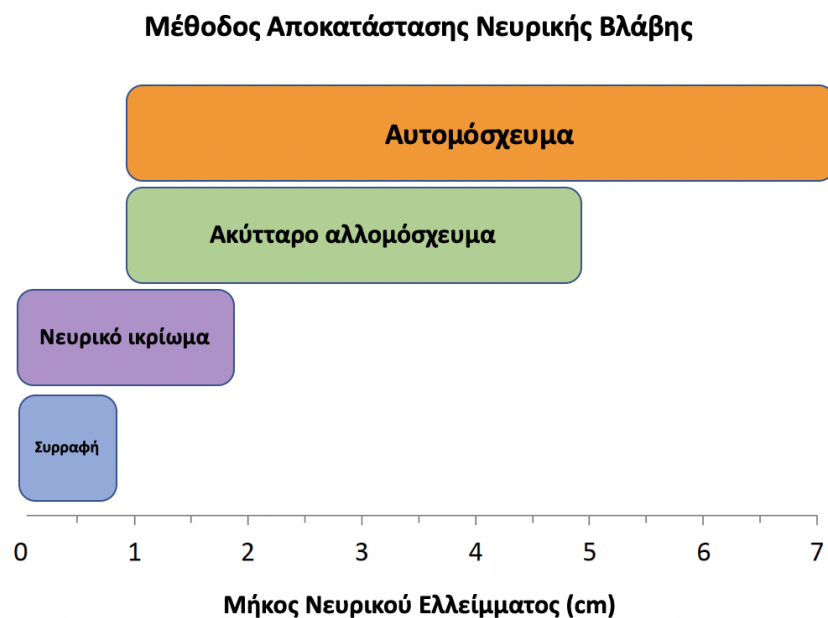 Μέθοδος Αποκατάστασης Νευρικής Βλάβης
Αυτομόσχευμα
Ακύτταρο αλλομόσχευμα
Νευρικό ικρίωμα
Συρραφή
0 1 2 3 4 5 6 7
Μήκος Νευρικού Ελλείμματος (cm)